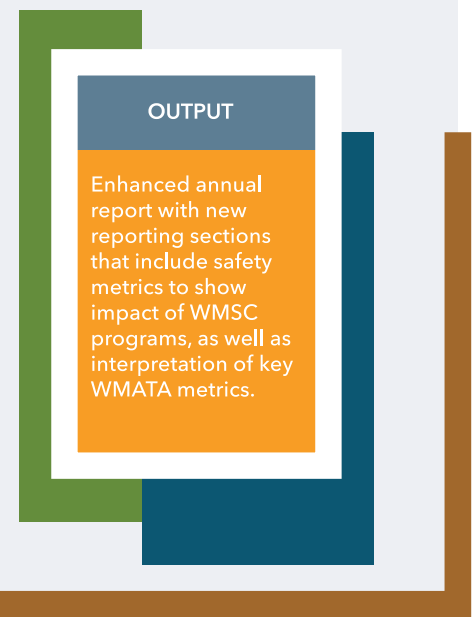 OUTPUT
Enhanced annual
report with new
reporting sections
that include safety
metrics to show
impact of WMSC
programs, as well as
interpretation of key
WMATA metrics.